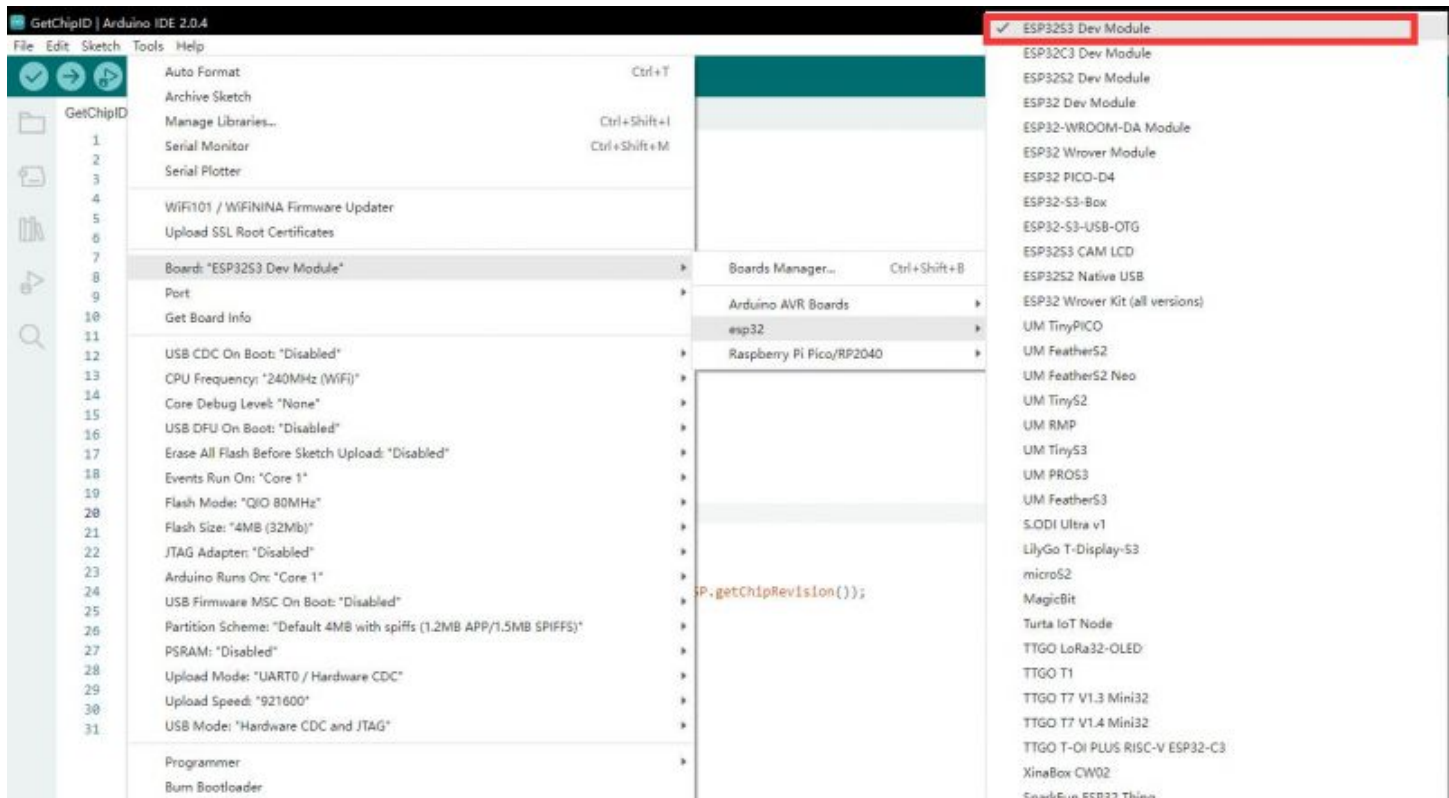 GetChipID | Arduino IDE 2.0.4
File Edit Sketch Tools Help
GetChipID
1
2
3
4
5
6
7
8
9
10
11
12
13
14
15
16
17
18
19
20
21
22
23
24
25
26
27
28
29
30
31
Auto Format Ctrl+T
Archive Sketch
Manage Libraries... Ctrl+Shift+I
Serial Monitor Ctrl+Shift+M
Serial Plotter
WiFi101 / WiFiNINA Firmware Updater
Upload SSL Root Certificates
Board: "ESP32S3 Dev Module"
Port
Get Board Info
USB CDC On Boot: "Disabled"
CPU Frequency: "240MHz (WiFi)"
Core Debug Level: "None"
USB DFU On Boot: "Disabled"
Erase All Flash Before Sketch Upload: "Disabled"
Events Run On: "Core 1"
Flash Mode: "QIO 80MHz"
Flash Size: "4MB (32Mb)"
JTAG Adapter: "Disabled"
Arduino Runs On: "Core 1"
USB Firmware MSC On Boot: "Disabled"
Partition Scheme: "Default 4MB with spiffs (1.2MB APP/1.5MB SPIFFS)"
PSRAM: "Disabled"
Upload Mode: "UART0 / Hardware CDC"
Upload Speed: "921600"
USB Mode: "Hardware CDC and JTAG"
Programmer
Burn Bootloader
Boards Manager... Ctrl+Shift+B
Arduino AVR Boards
esp32
Raspberry Pi Pico/RP2040
SP.getChipRevision());
ESP32S3 Dev Module
ESP32C3 Dev Module
ESP32S2 Dev Module
ESP32 Dev Module
ESP32-WROOM-DA Module
ESP32 Wrover Module
ESP32 PICO-D4
ESP32-S3-Box
ESP32-S3-USB-OTG
ESP32S3 CAM LCD
ESP32S2 Native USB
ESP32 Wrover Kit (all versions)
UM TinyPICO
UM FeatherS2
UM FeatherS2 Neo
UM TinyS2
UM RMP
UM TinyS3
UM PROS3
UM FeatherS3
S.ODI Ultra v1
LilyGo T-Display-S3
microS2
MagicBit
Turta IoT Node
TTGO LoRa32-OLED
TTGO T1
TTGO T7 V1.3 Mini32
TTGO T7 V1.4 Mini32
TTGO T-OI PLUS RISC-V ESP32-C3
XinaBox CW02
SparkFun ESP32 Thing